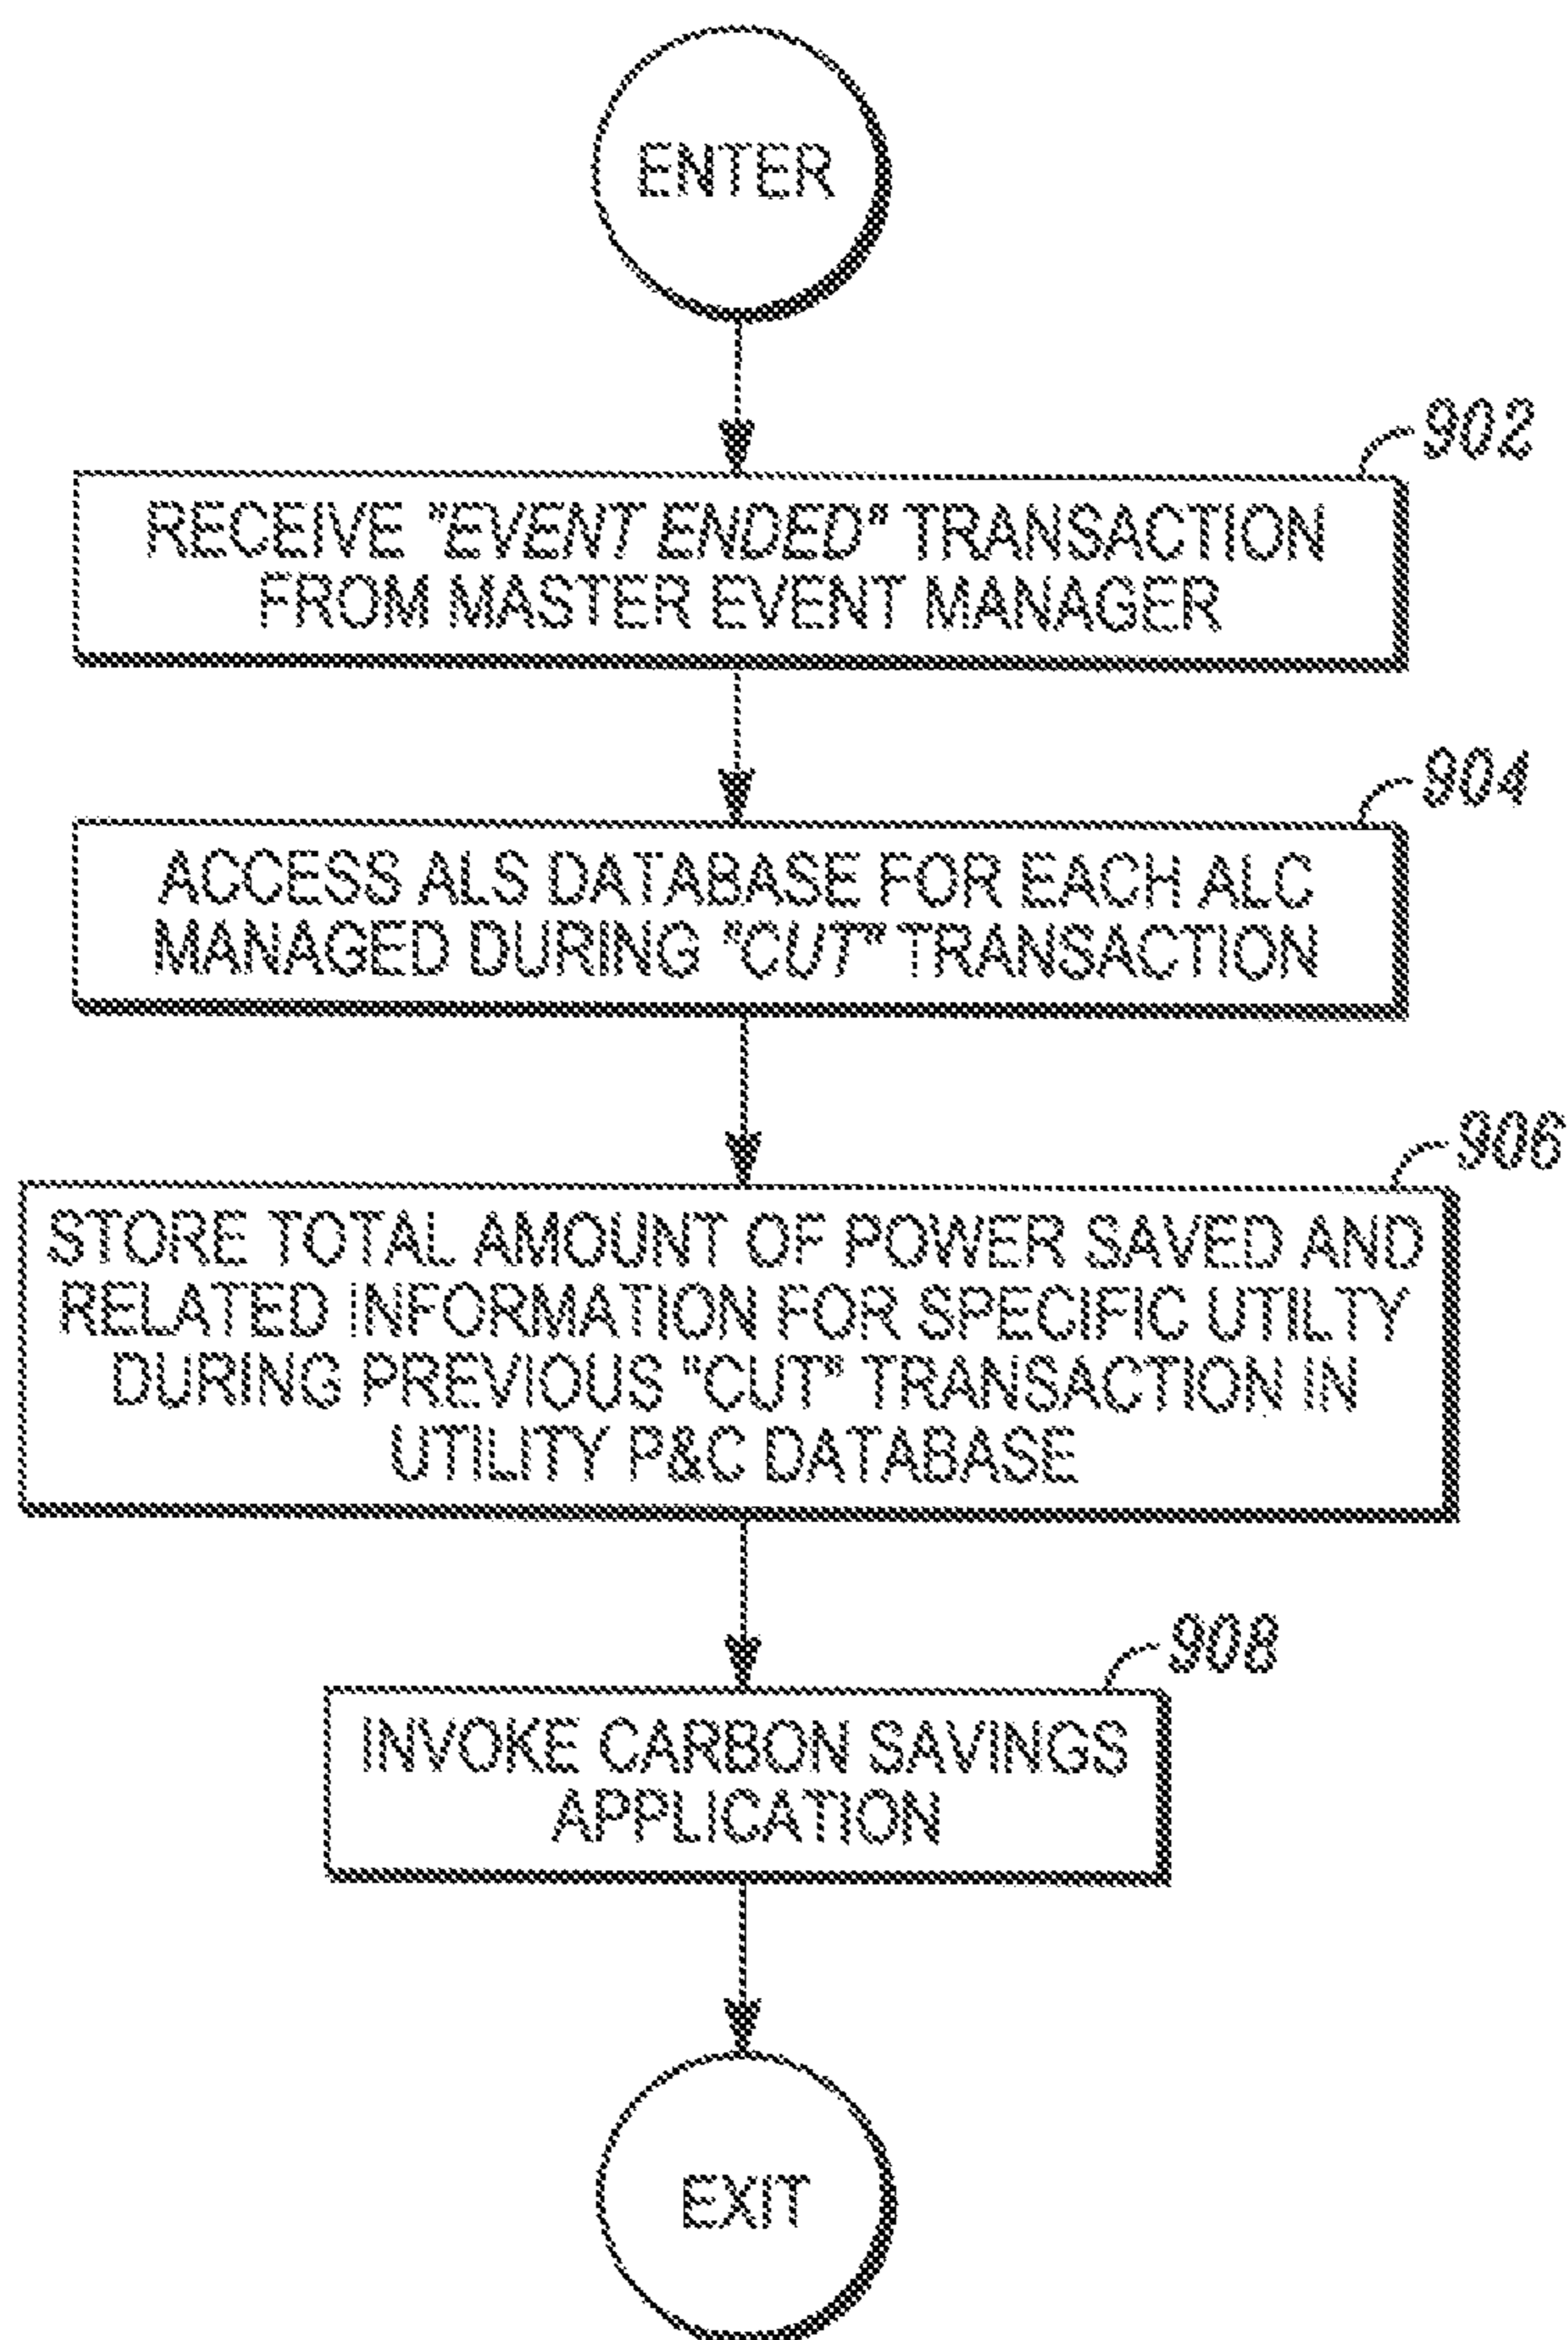 ENTER
902
RECEIVE "EVENT ENDED" TRANSACTION
FROM MASTER EVENT MANAGER
904
ACCESS ALS DATABASE FOR EACH ALC
MANAGED DURING "CUT" TRANSACTION
906
STORE TOTAL AMOUNT OF POWER SAVED AND
RELATED INFORMATION FOR SPECIFIC UTILTY
DURING PREVIOUS "CUT" TRANSACTION IN
UTILITY P&C DATABASE
908
INVOKE CARBON SAVINGS
APPLICATION
EXIT